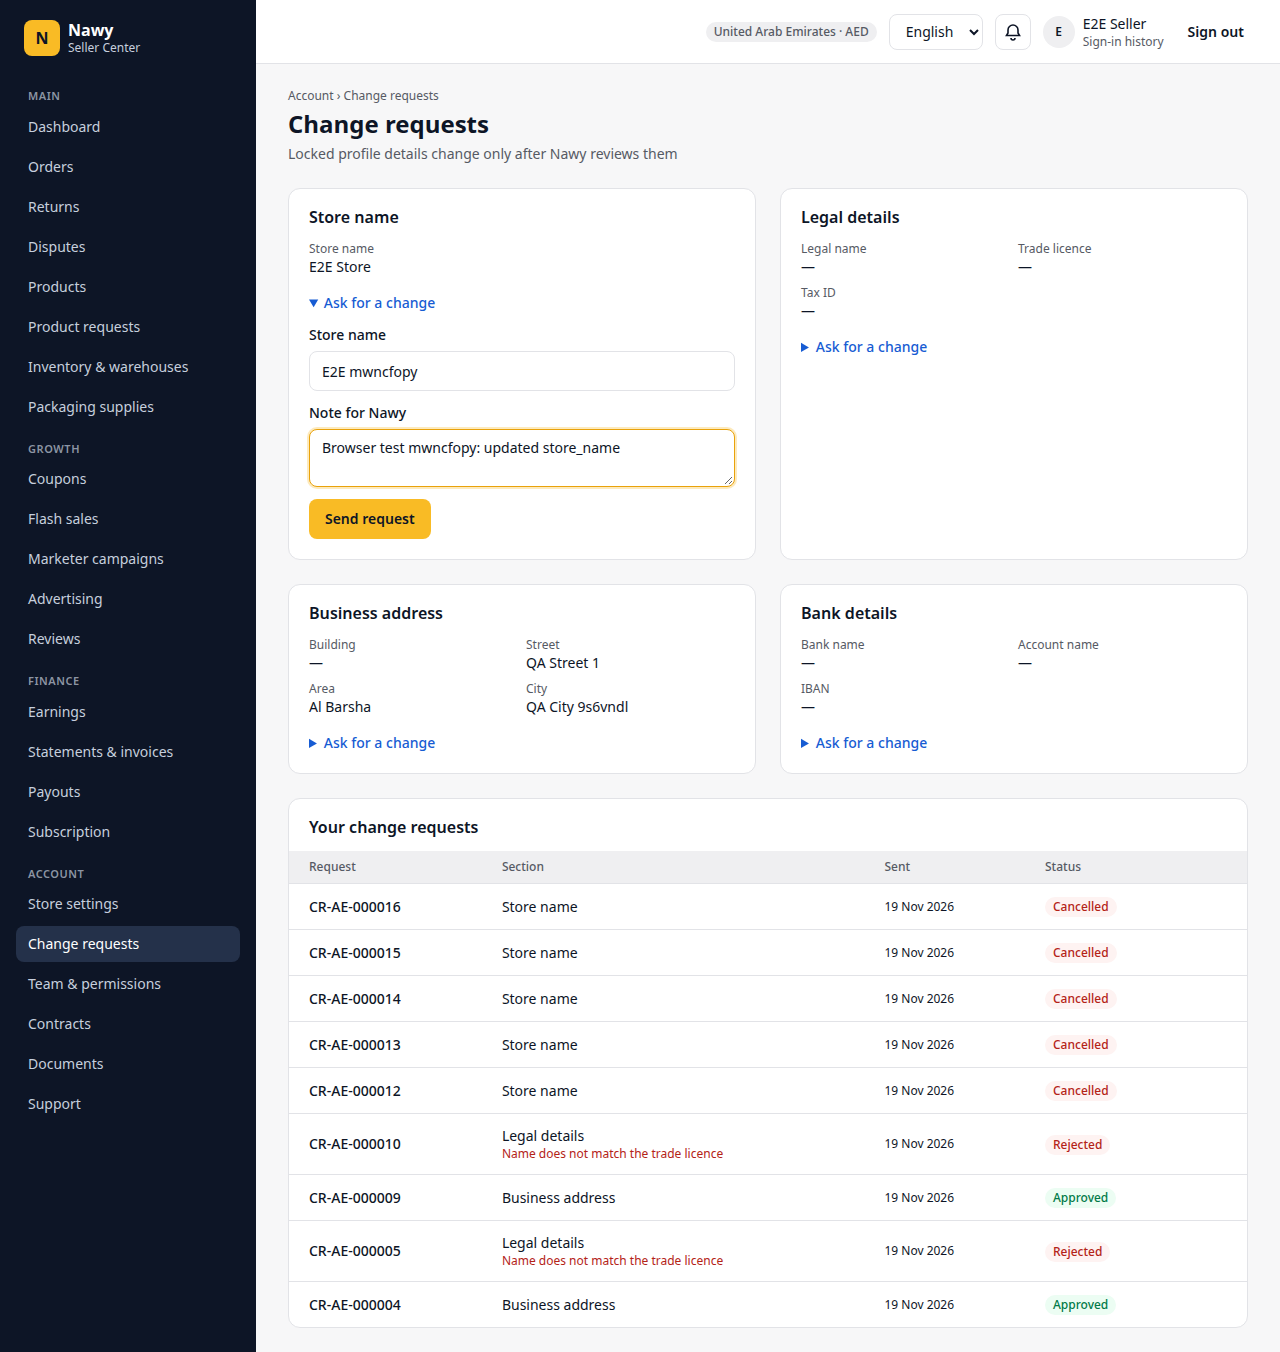 N
Nawy
Seller Center
MAIN
Dashboard
Orders
Returns
Disputes
Products
Product requests
Inventory & warehouses
Packaging supplies
GROWTH
Coupons
Flash sales
Marketer campaigns
Advertising
Reviews
FINANCE
Earnings
Statements & invoices
Payouts
Subscription
ACCOUNT
Store settings
Change requests
Team & permissions
Contracts
Documents
Support
United Arab Emirates · AED
English
E
E2E Seller
Sign-in history
Sign out
Account › Change requests
Change requests
Locked profile details change only after Nawy reviews them
Store name
Store name
E2E Store
▼ Ask for a change
Store name
E2E mwncfopy
Note for Nawy
Browser test mwncfopy: updated store_name
Send request
Legal details
Legal name Trade licence
— —
Tax ID
—
▶ Ask for a change
Business address
Building Street
— QA Street 1
Area City
Al Barsha QA City 9s6vndl
▶ Ask for a change
Bank details
Bank name Account name
— —
IBAN
—
▶ Ask for a change
Your change requests
Request Section Sent Status
CR-AE-000016 Store name 19 Nov 2026 Cancelled
CR-AE-000015 Store name 19 Nov 2026 Cancelled
CR-AE-000014 Store name 19 Nov 2026 Cancelled
CR-AE-000013 Store name 19 Nov 2026 Cancelled
CR-AE-000012 Store name 19 Nov 2026 Cancelled
CR-AE-000010 Legal details 19 Nov 2026 Rejected
Name does not match the trade licence
CR-AE-000009 Business address 19 Nov 2026 Approved
CR-AE-000005 Legal details 19 Nov 2026 Rejected
Name does not match the trade licence
CR-AE-000004 Business address 19 Nov 2026 Approved